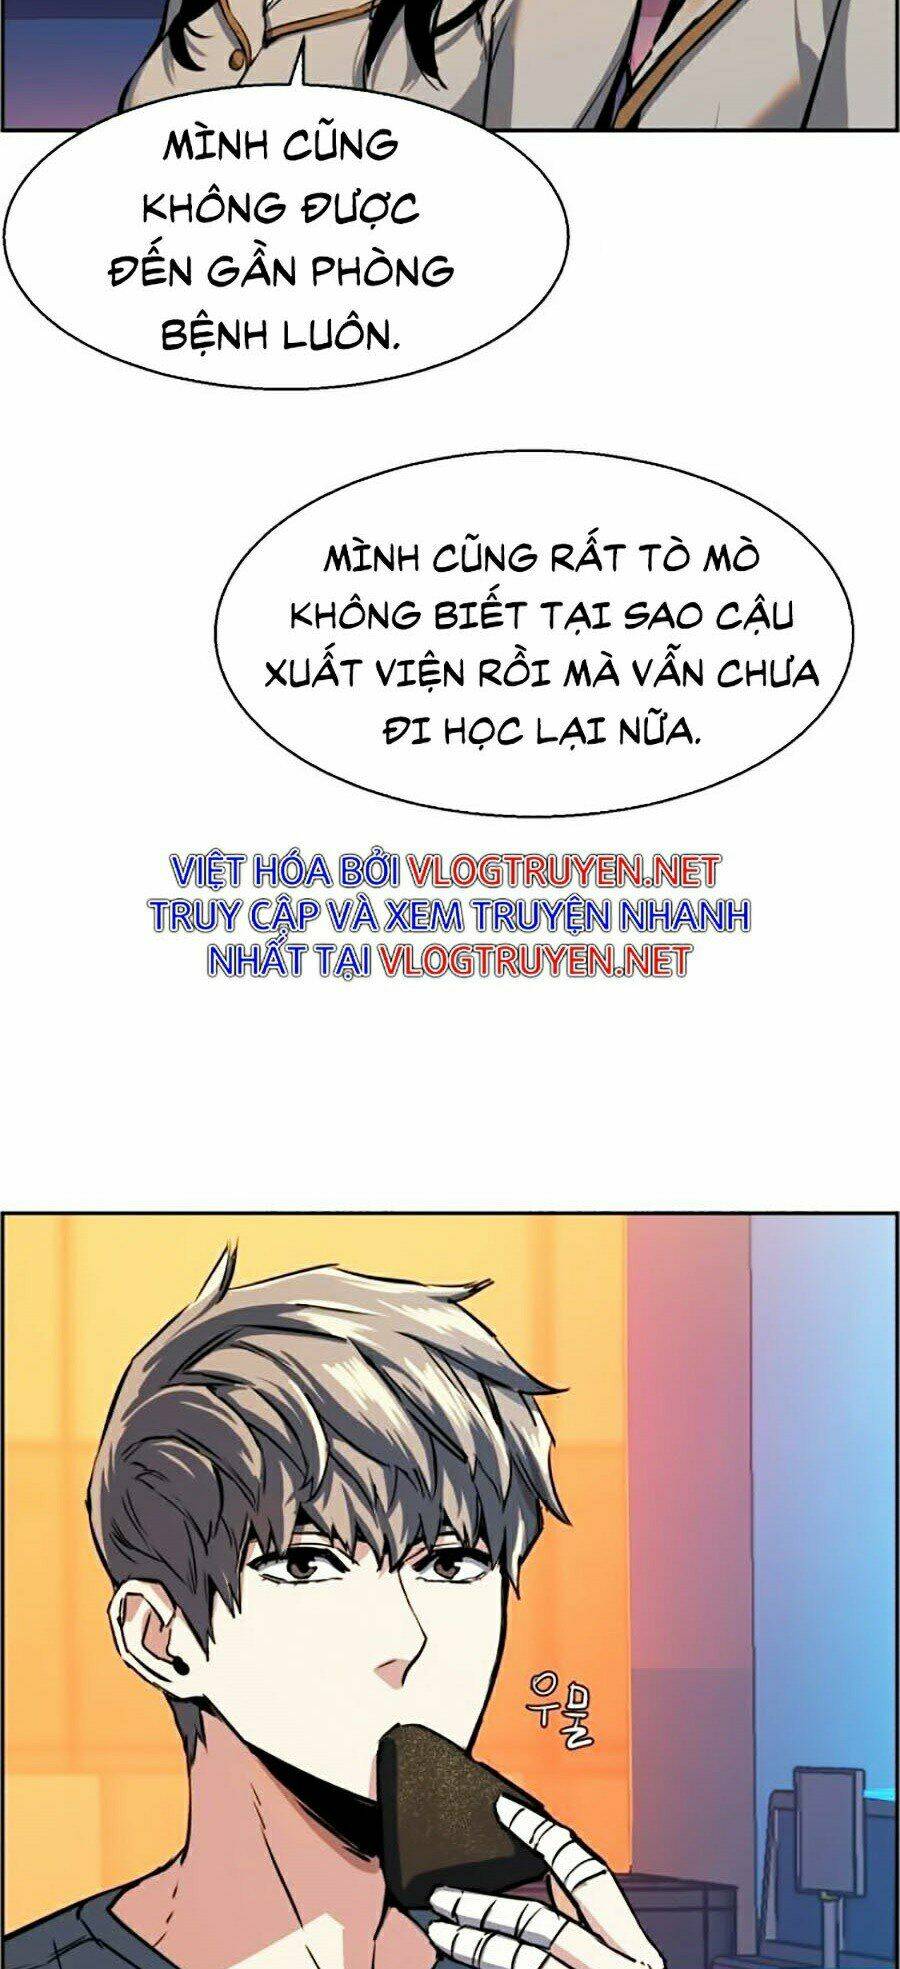 MÌNH CŨNG
KHÔNG ĐƯỢC
ĐẾN GẦN PHÒNG
BỆNH LUÔN.
MÌNH CŨNG RẤT TÒ MÒ
KHÔNG BIẾT TẠI SAO CẬU
XUẤT VIỆN RỒI MÀ VẪN CHƯA
ĐI HỌC LẠI NỮA.
VIỆT HÓA BỞI VLOGTRUYEN.NET
TRUY CẬP VÀ XEM TRUYỆN NHANH
NHẤT TẠI VLOGTRUYEN.NET
우물